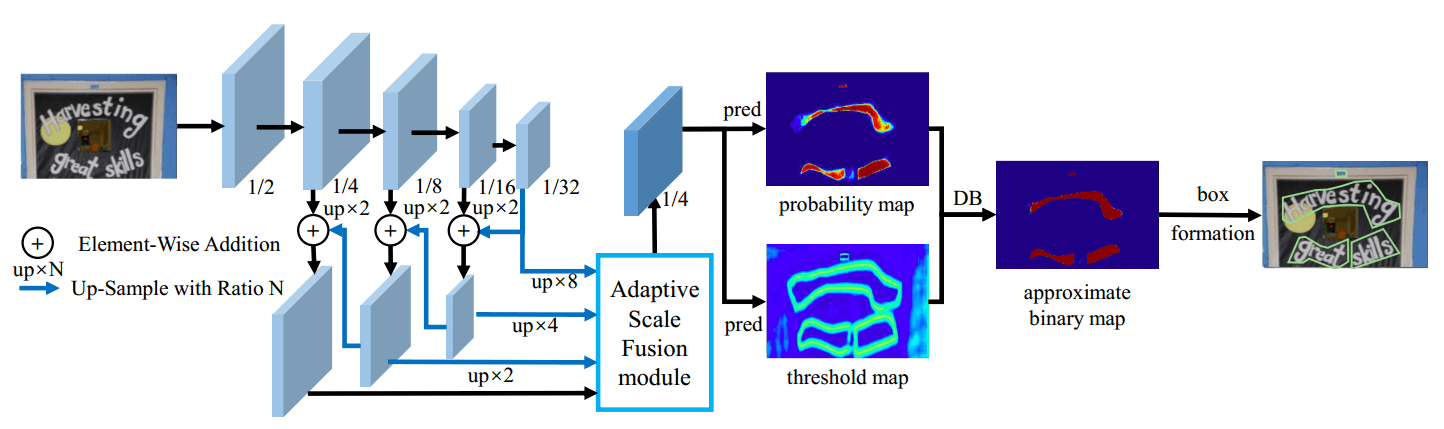 Harvesting
great skills
1/2
1/4
1/8
1/16
1/32
up×2
up×2
up×2
+
+
+
+
Element-Wise Addition
up×N
Up-Sample with Ratio N
up×8
up×4
up×2
Adaptive
Scale
Fusion
module
1/4
pred
probability map
pred
threshold map
DB
approximate
binary map
box
formation
Harvesting
great skills